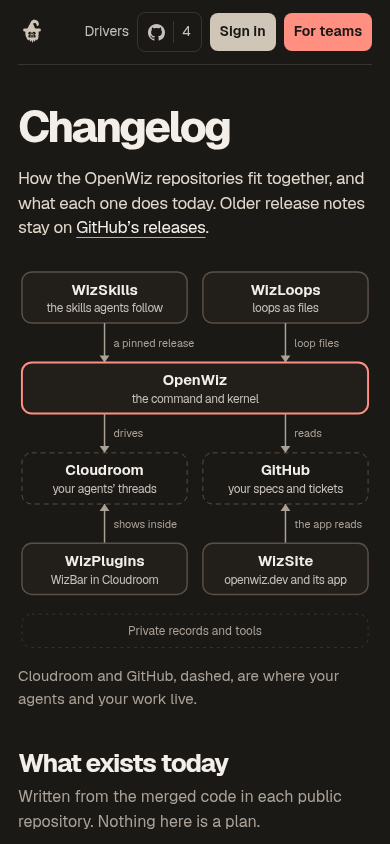 Drivers
4
Sign in
For teams
Changelog
How the OpenWiz repositories fit together, and
what each one does today. Older release notes
stay on GitHub’s releases.
WizSkills
the skills agents follow
WizLoops
loops as files
a pinned release
loop files
OpenWiz
the command and kernel
drives
reads
Cloudroom
your agents’ threads
GitHub
your specs and tickets
shows inside
the app reads
WizPlugins
WizBar in Cloudroom
WizSite
openwiz.dev and its app
Private records and tools
Cloudroom and GitHub, dashed, are where your
agents and your work live.
What exists today
Written from the merged code in each public
repository. Nothing here is a plan.